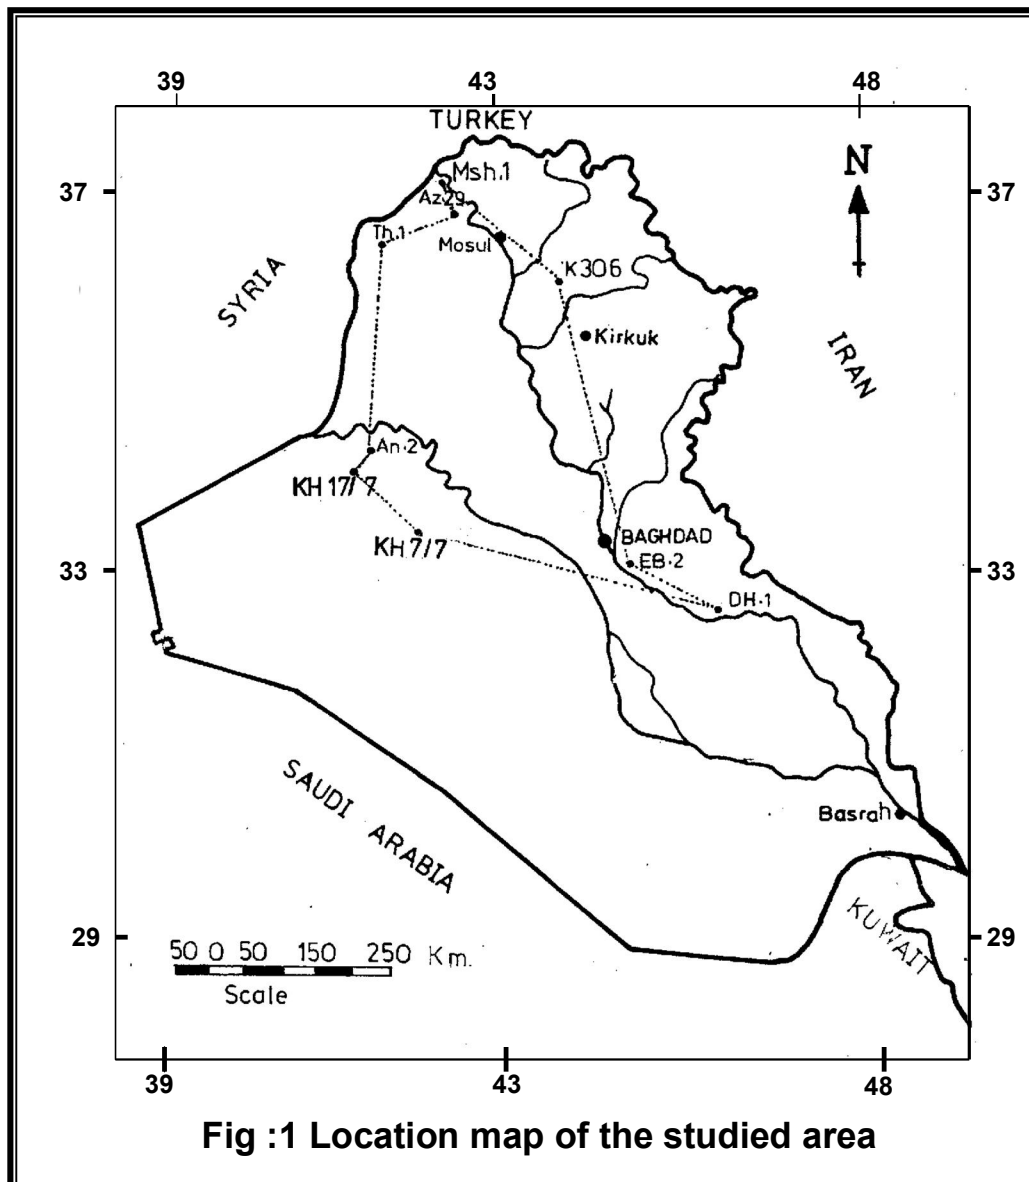 39 43 48
TURKEY
37 37
Msh.1
Az29
Th.1
Mosul
N
K306
SYRIA
Kirkuk
IRAN
An.2
KH 17/7
KH 7/7
BAGHDAD
EB.2
33 33
DH.1
SAUDI ARABIA
Basrah
KUWAIT
29 29
50 0 50 150 250 Km.
Scale
39 43 48
Fig :1 Location map of the studied area